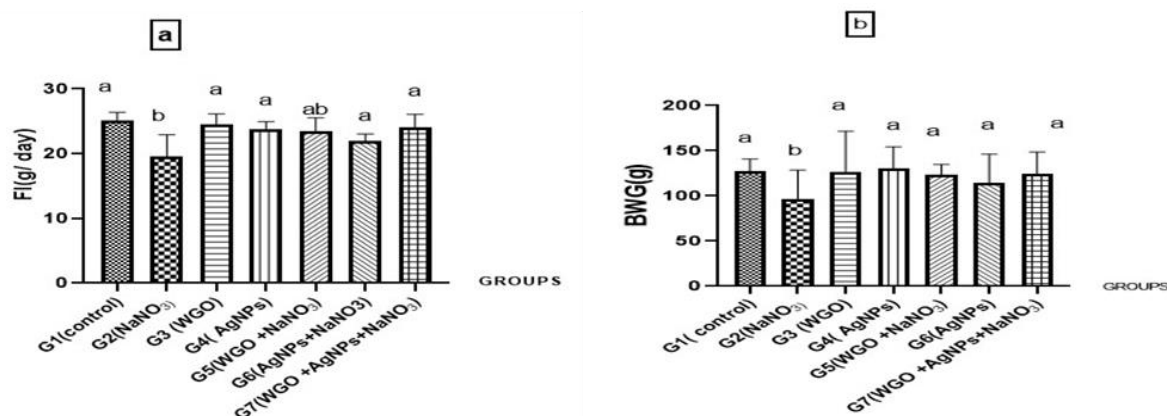 a
a
b
a
a
ab
a
a
30
20
10
0
FI(g/ day)
GROUPS
G1(control)
G2(NaNO₃)
G3 (WGO)
G4( AgNPs)
G5(WGO +NaNO₃)
G6(AgNPs+NaNO3)
G7(WGO +AgNPs+NaNO₃)
b
a
b
a
a
a
a
a
200
150
100
50
0
BWG(g)
GROUPS
G1( control)
G2(NaNO₃)
G3 (WGO)
G4( AgNPs)
G5(WGO +NaNO₃)
G6(AgNPs)
G7(WGO +AgNPs+NaNO₃)